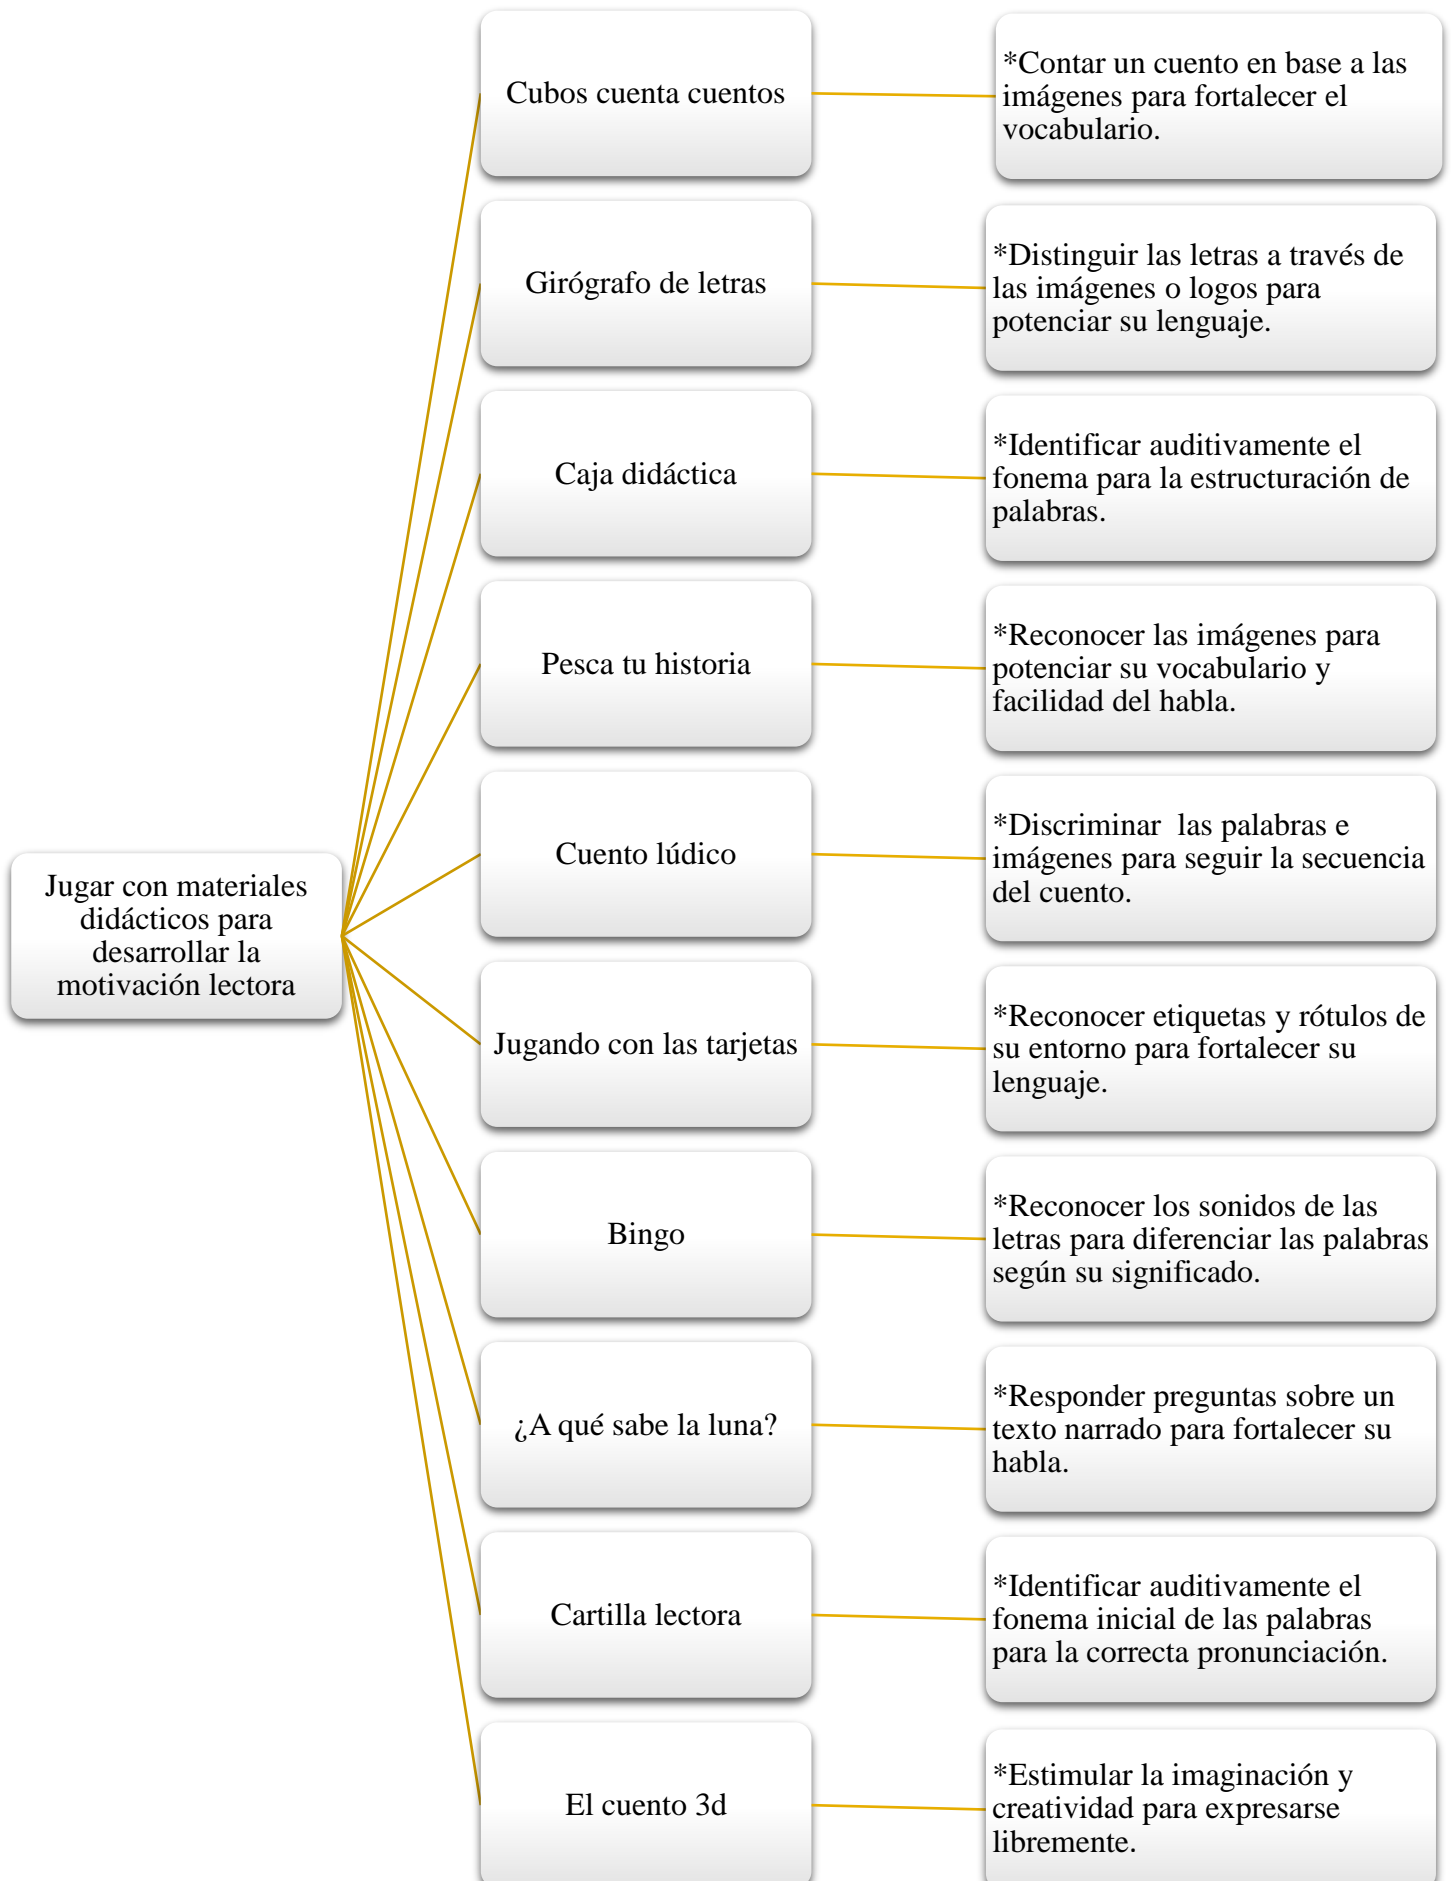 Jugar con materiales
didácticos para
desarrollar la
motivación lectora
Cubos cuenta cuentos
*Contar un cuento en base a las
imágenes para fortalecer el
vocabulario.
Girógrafo de letras
*Distinguir las letras a través de
las imágenes o logos para
potenciar su lenguaje.
Caja didáctica
*Identificar auditivamente el
fonema para la estructuración de
palabras.
Pesca tu historia
*Reconocer las imágenes para
potenciar su vocabulario y
facilidad del habla.
Cuento lúdico
*Discriminar  las palabras e
imágenes para seguir la secuencia
del cuento.
Jugando con las tarjetas
*Reconocer etiquetas y rótulos de
su entorno para fortalecer su
lenguaje.
Bingo
*Reconocer los sonidos de las
letras para diferenciar las palabras
según su significado.
¿A qué sabe la luna?
*Responder preguntas sobre un
texto narrado para fortalecer su
habla.
Cartilla lectora
*Identificar auditivamente el
fonema inicial de las palabras
para la correcta pronunciación.
El cuento 3d
*Estimular la imaginación y
creatividad para expresarse
libremente.